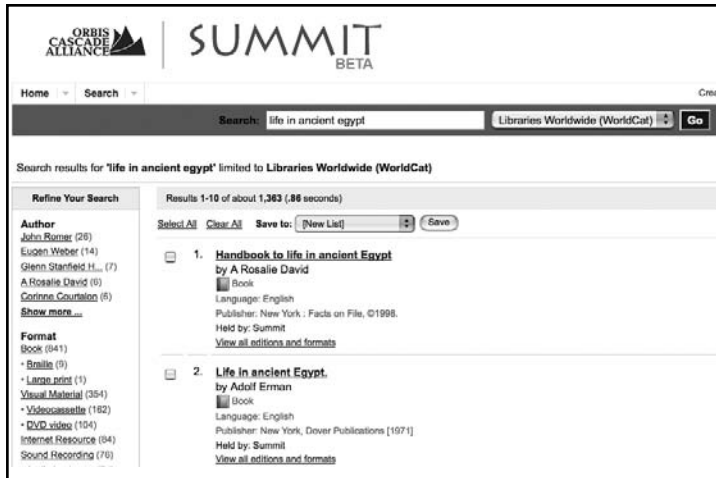 ORBIS
CASCADE
ALLIANCE
SUMMIT
BETA
Home Search
Search: life in ancient egypt Libraries Worldwide (WorldCat) Go
Search results for 'life in ancient egypt' limited to Libraries Worldwide (WorldCat)
Refine Your Search
Author
John Romer (26)
Eugen Weber (14)
Glenn Stanfield H... (7)
A Rosalie David (6)
Corinne Courtalon (6)
Show more ...
Format
Book (841)
• Braille (9)
• Large print (1)
Visual Material (354)
• Videocassette (182)
• DVD video (104)
Internet Resource (84)
Sound Recording (76)
Results 1-10 of about 1,363 (.86 seconds)
Select All Clear All Save to: [New List] Save
1. Handbook to life in ancient Egypt
by A Rosalie David
Book
Language: English
Publisher: New York : Facts on File, ©1998.
Held by: Summit
View all editions and formats
2. Life in ancient Egypt.
by Adolf Erman
Book
Language: English
Publisher: New York, Dover Publications [1971]
Held by: Summit
View all editions and formats